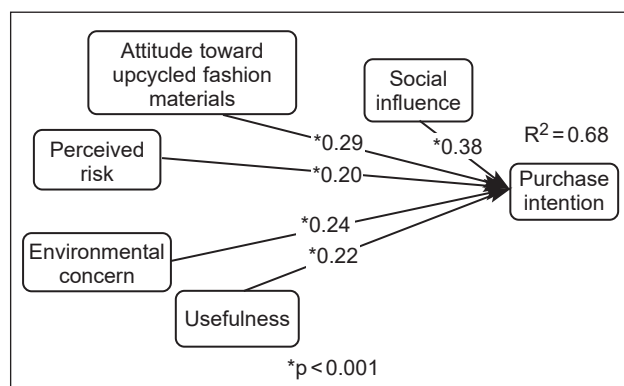 Attitude toward
upcycled fashion
materials
Social
influence
R² = 0.68
*0.29
*0.38
Perceived
risk
*0.20
Purchase
intention
*0.24
Environmental
concern
*0.22
Usefulness
*p < 0.001